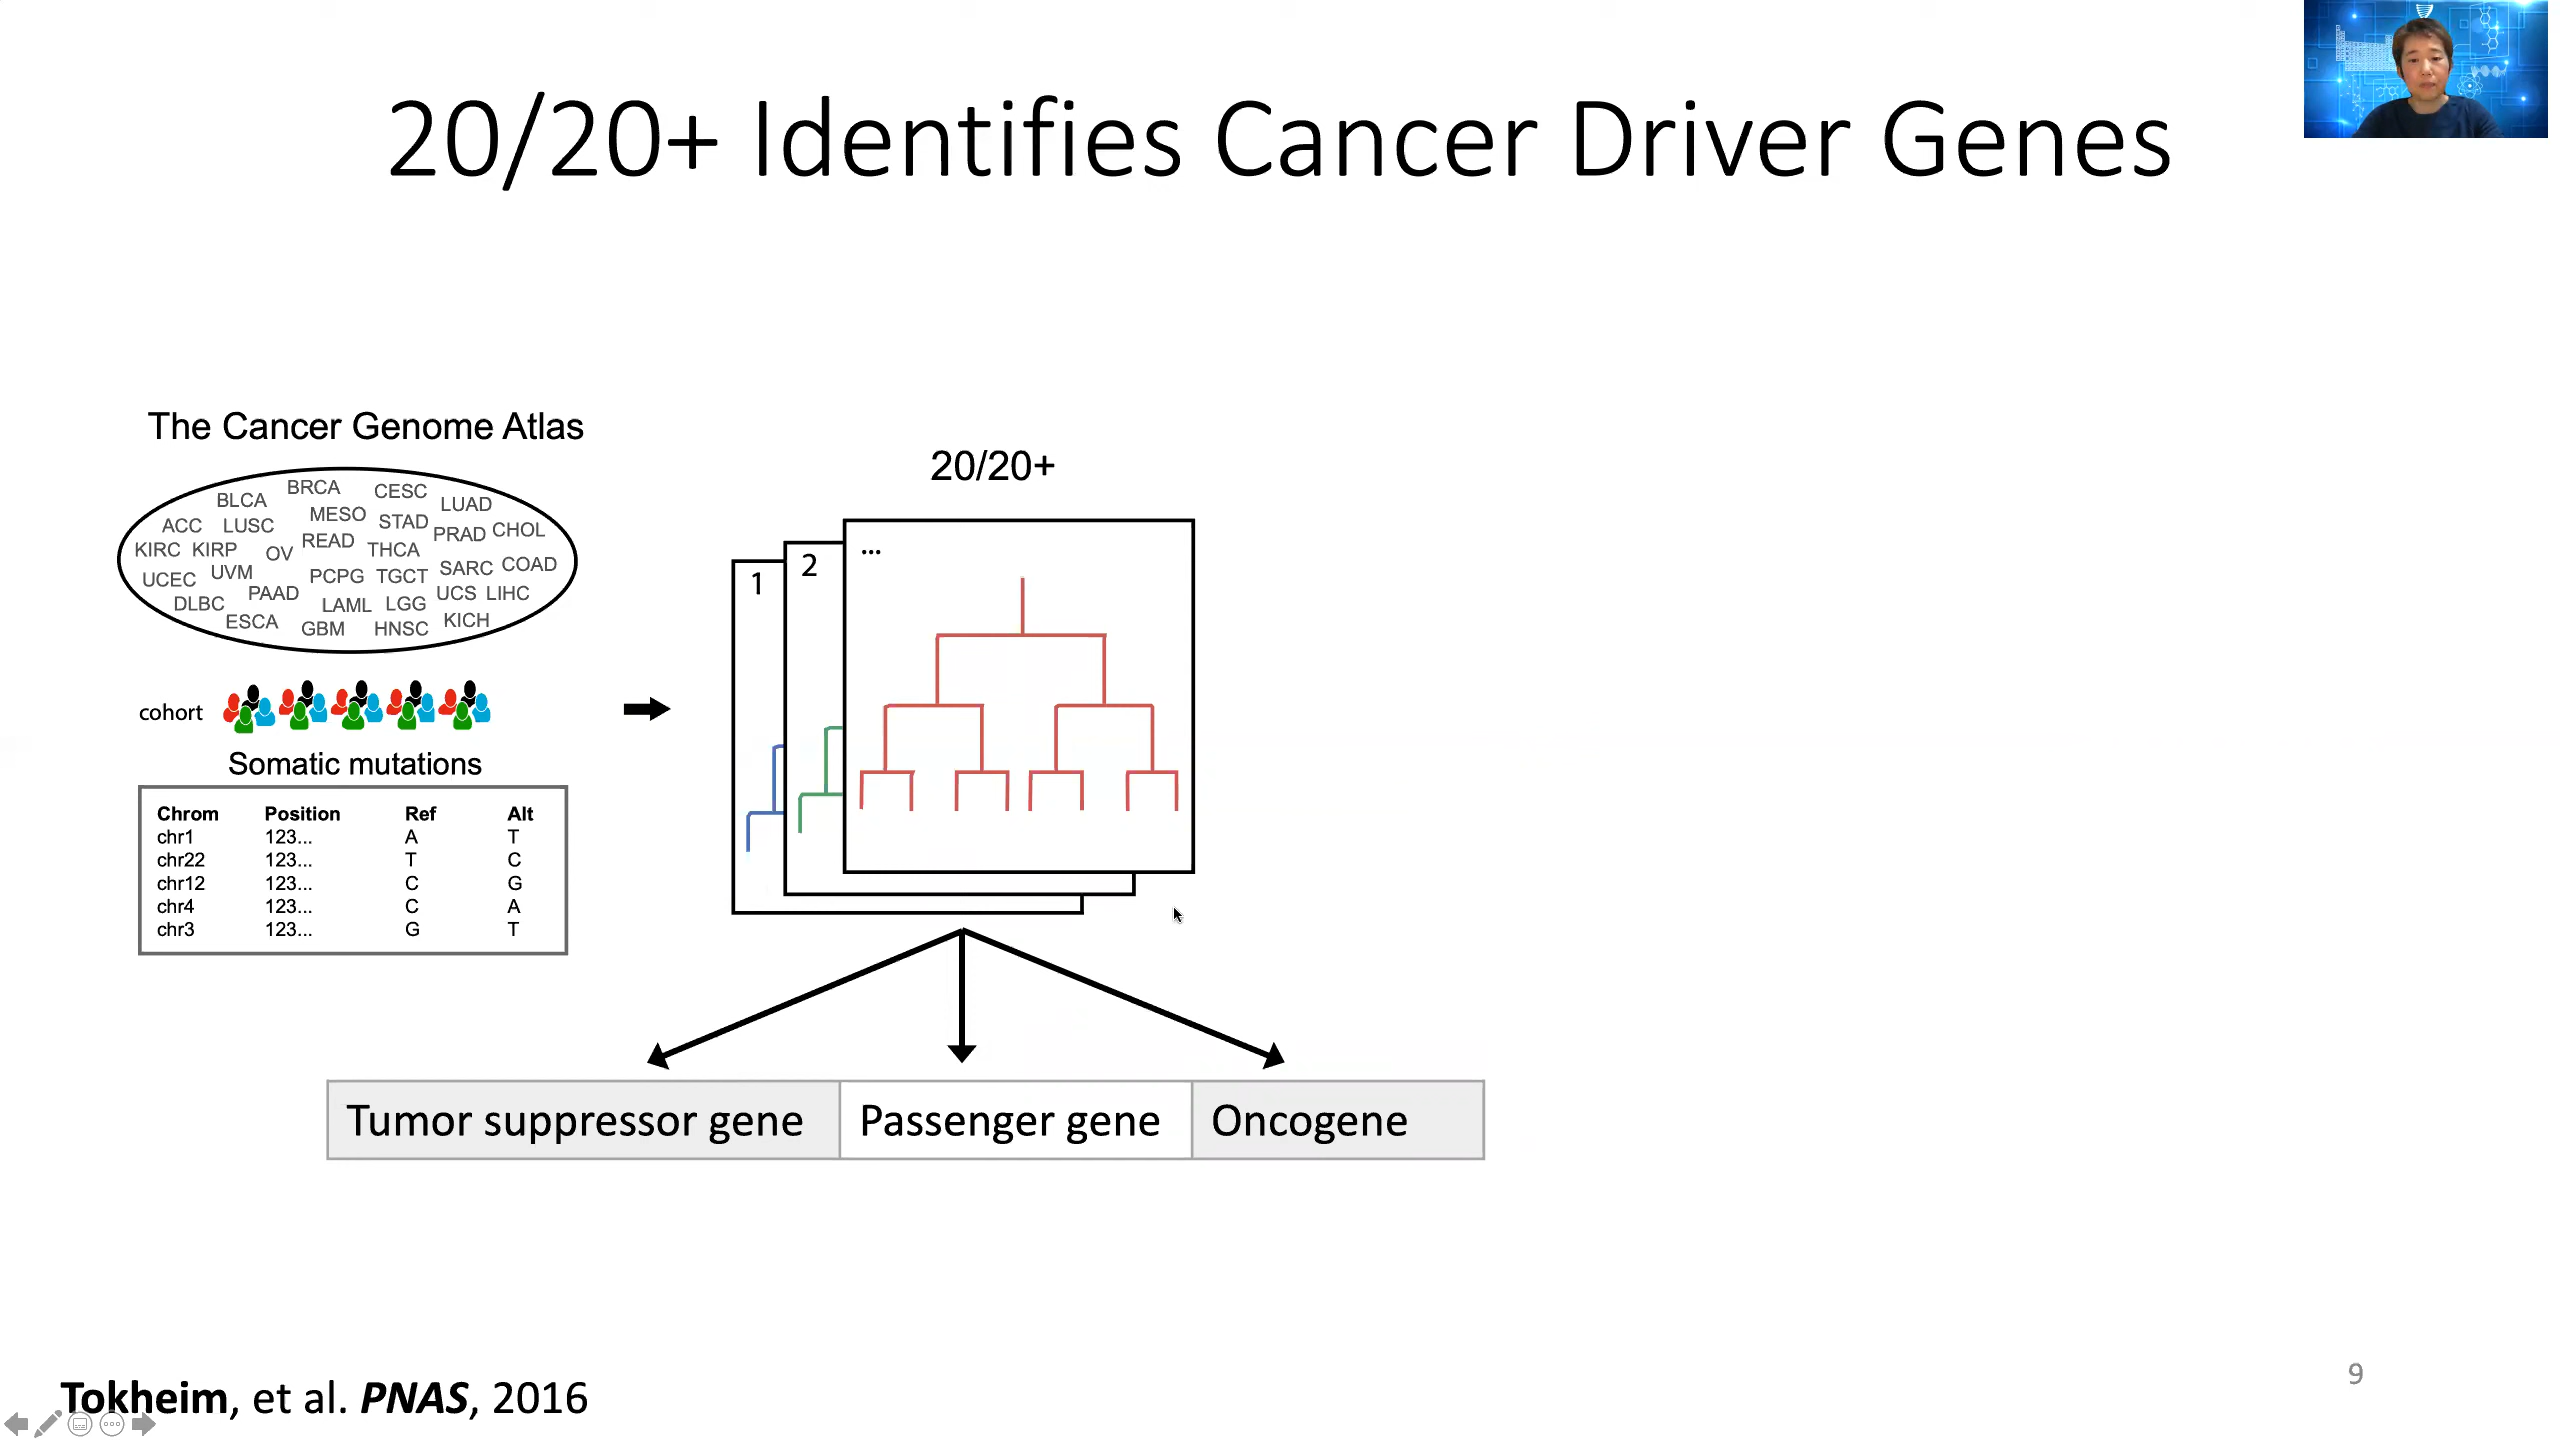 20/20+ Identifies Cancer Driver Genes
The Cancer Genome Atlas
BRCA CESC
BLCA LUAD
MESO STAD
ACC LUSC PRAD CHOL
READ
KIRC KIRP OV THCA
SARC COAD
UCEC UVM PCPG TGCT
PAAD UCS LIHC
DLBC LAML LGG
ESCA GBM HNSC KICH
cohort
Somatic mutations
Chrom Position Ref Alt
chr1 123... A T
chr22 123... T C
chr12 123... C G
chr4 123... C A
chr3 123... G T
20/20+
1
2
...
Tumor suppressor gene Passenger gene Oncogene
Tokheim, et al. PNAS, 2016
9